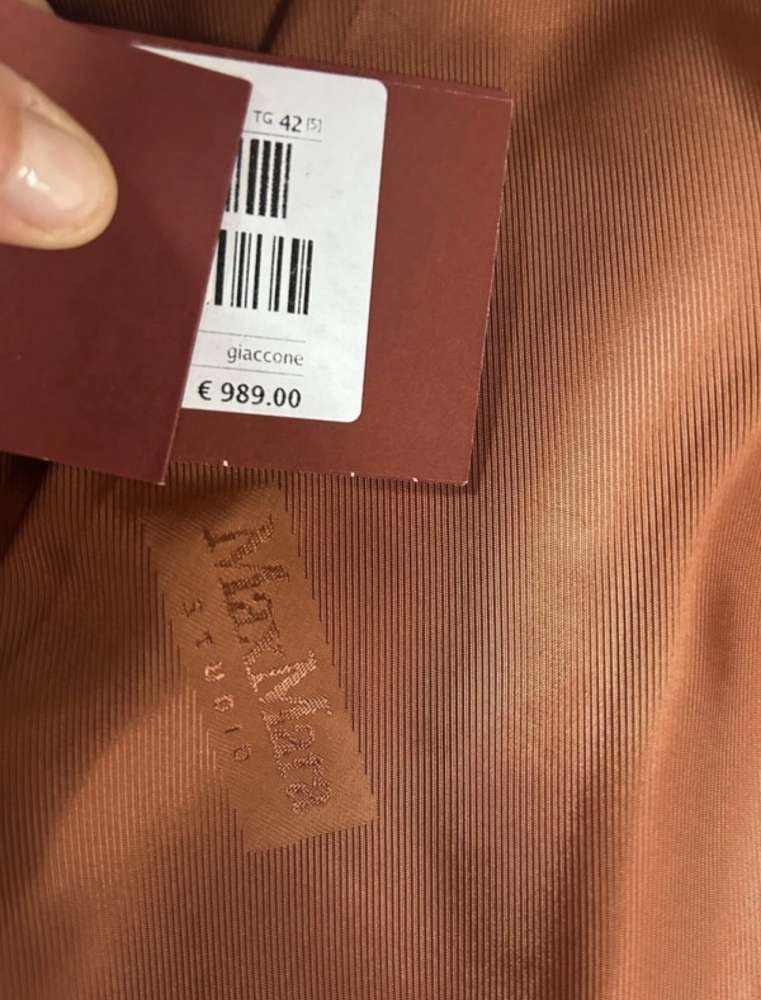 TG 42 [5]
giaccone
€ 989.00
MaxMara
STUDIO